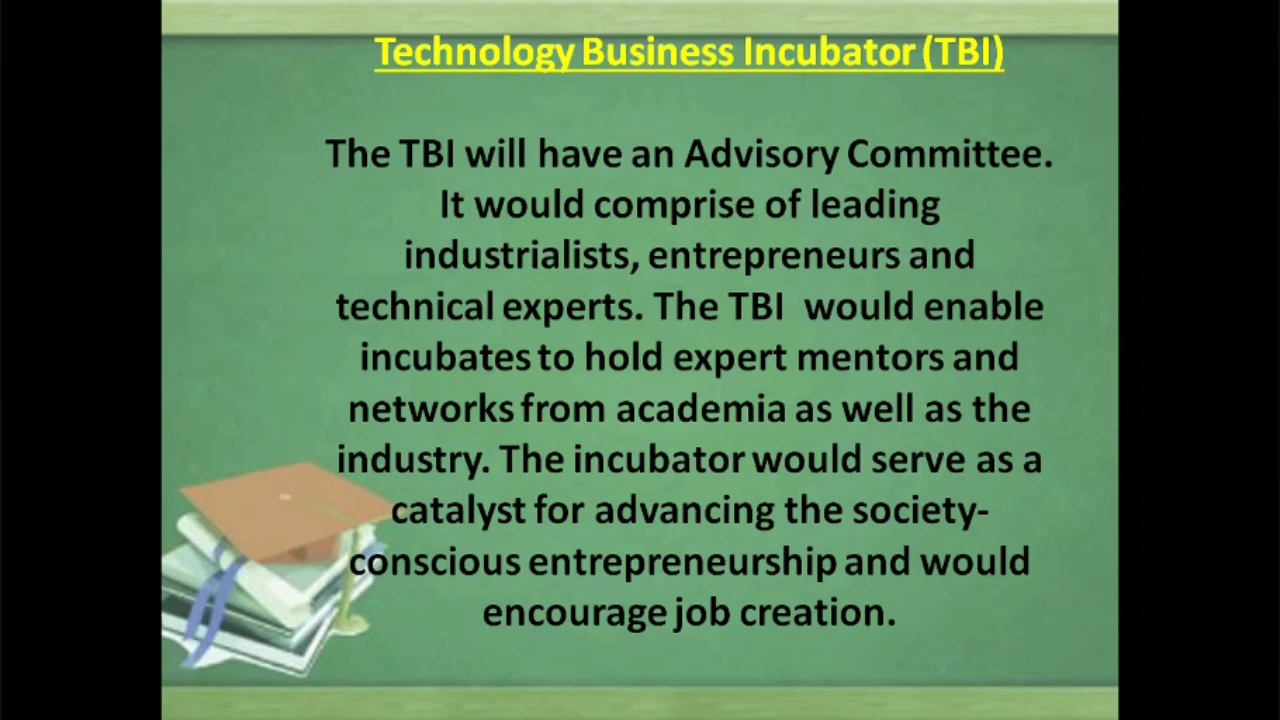 Technology Business Incubator (TBI)
The TBI will have an Advisory Committee.
It would comprise of leading
industrialists, entrepreneurs and
technical experts. The TBI would enable
incubates to hold expert mentors and
networks from academia as well as the
industry. The incubator would serve as a
catalyst for advancing the society-
conscious entrepreneurship and would
encourage job creation.